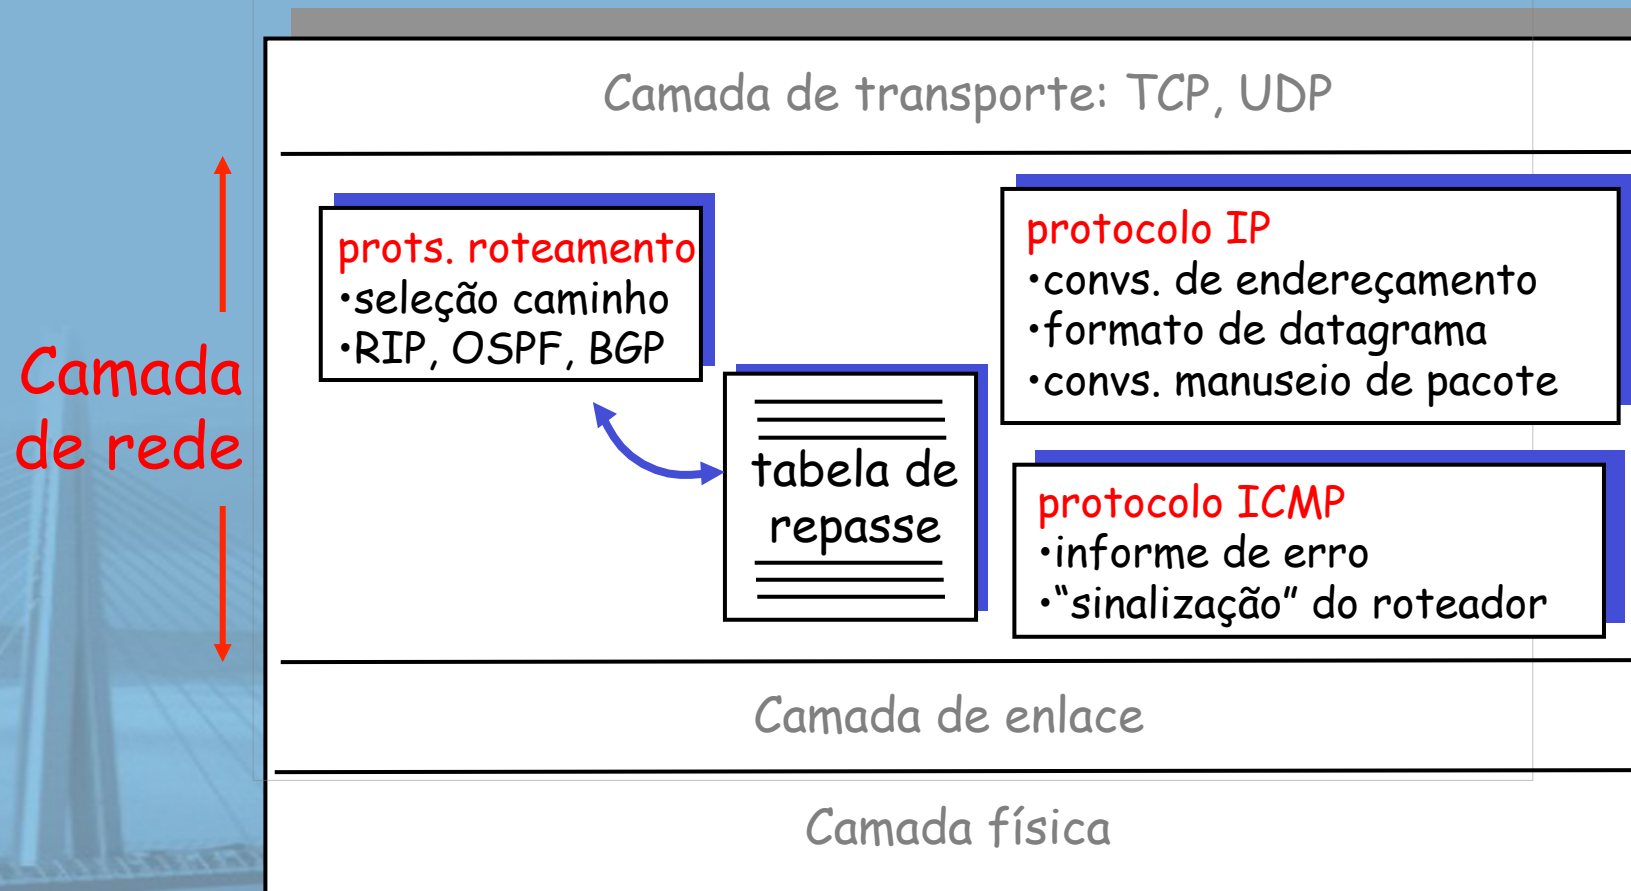 Camada de transporte: TCP, UDP
Camada
de rede
prots. roteamento
•seleção caminho
•RIP, OSPF, BGP
tabela de
repasse
protocolo IP
•convs. de endereçamento
•formato de datagrama
•convs. manuseio de pacote
protocolo ICMP
•informe de erro
•“sinalização” do roteador
Camada de enlace
Camada física